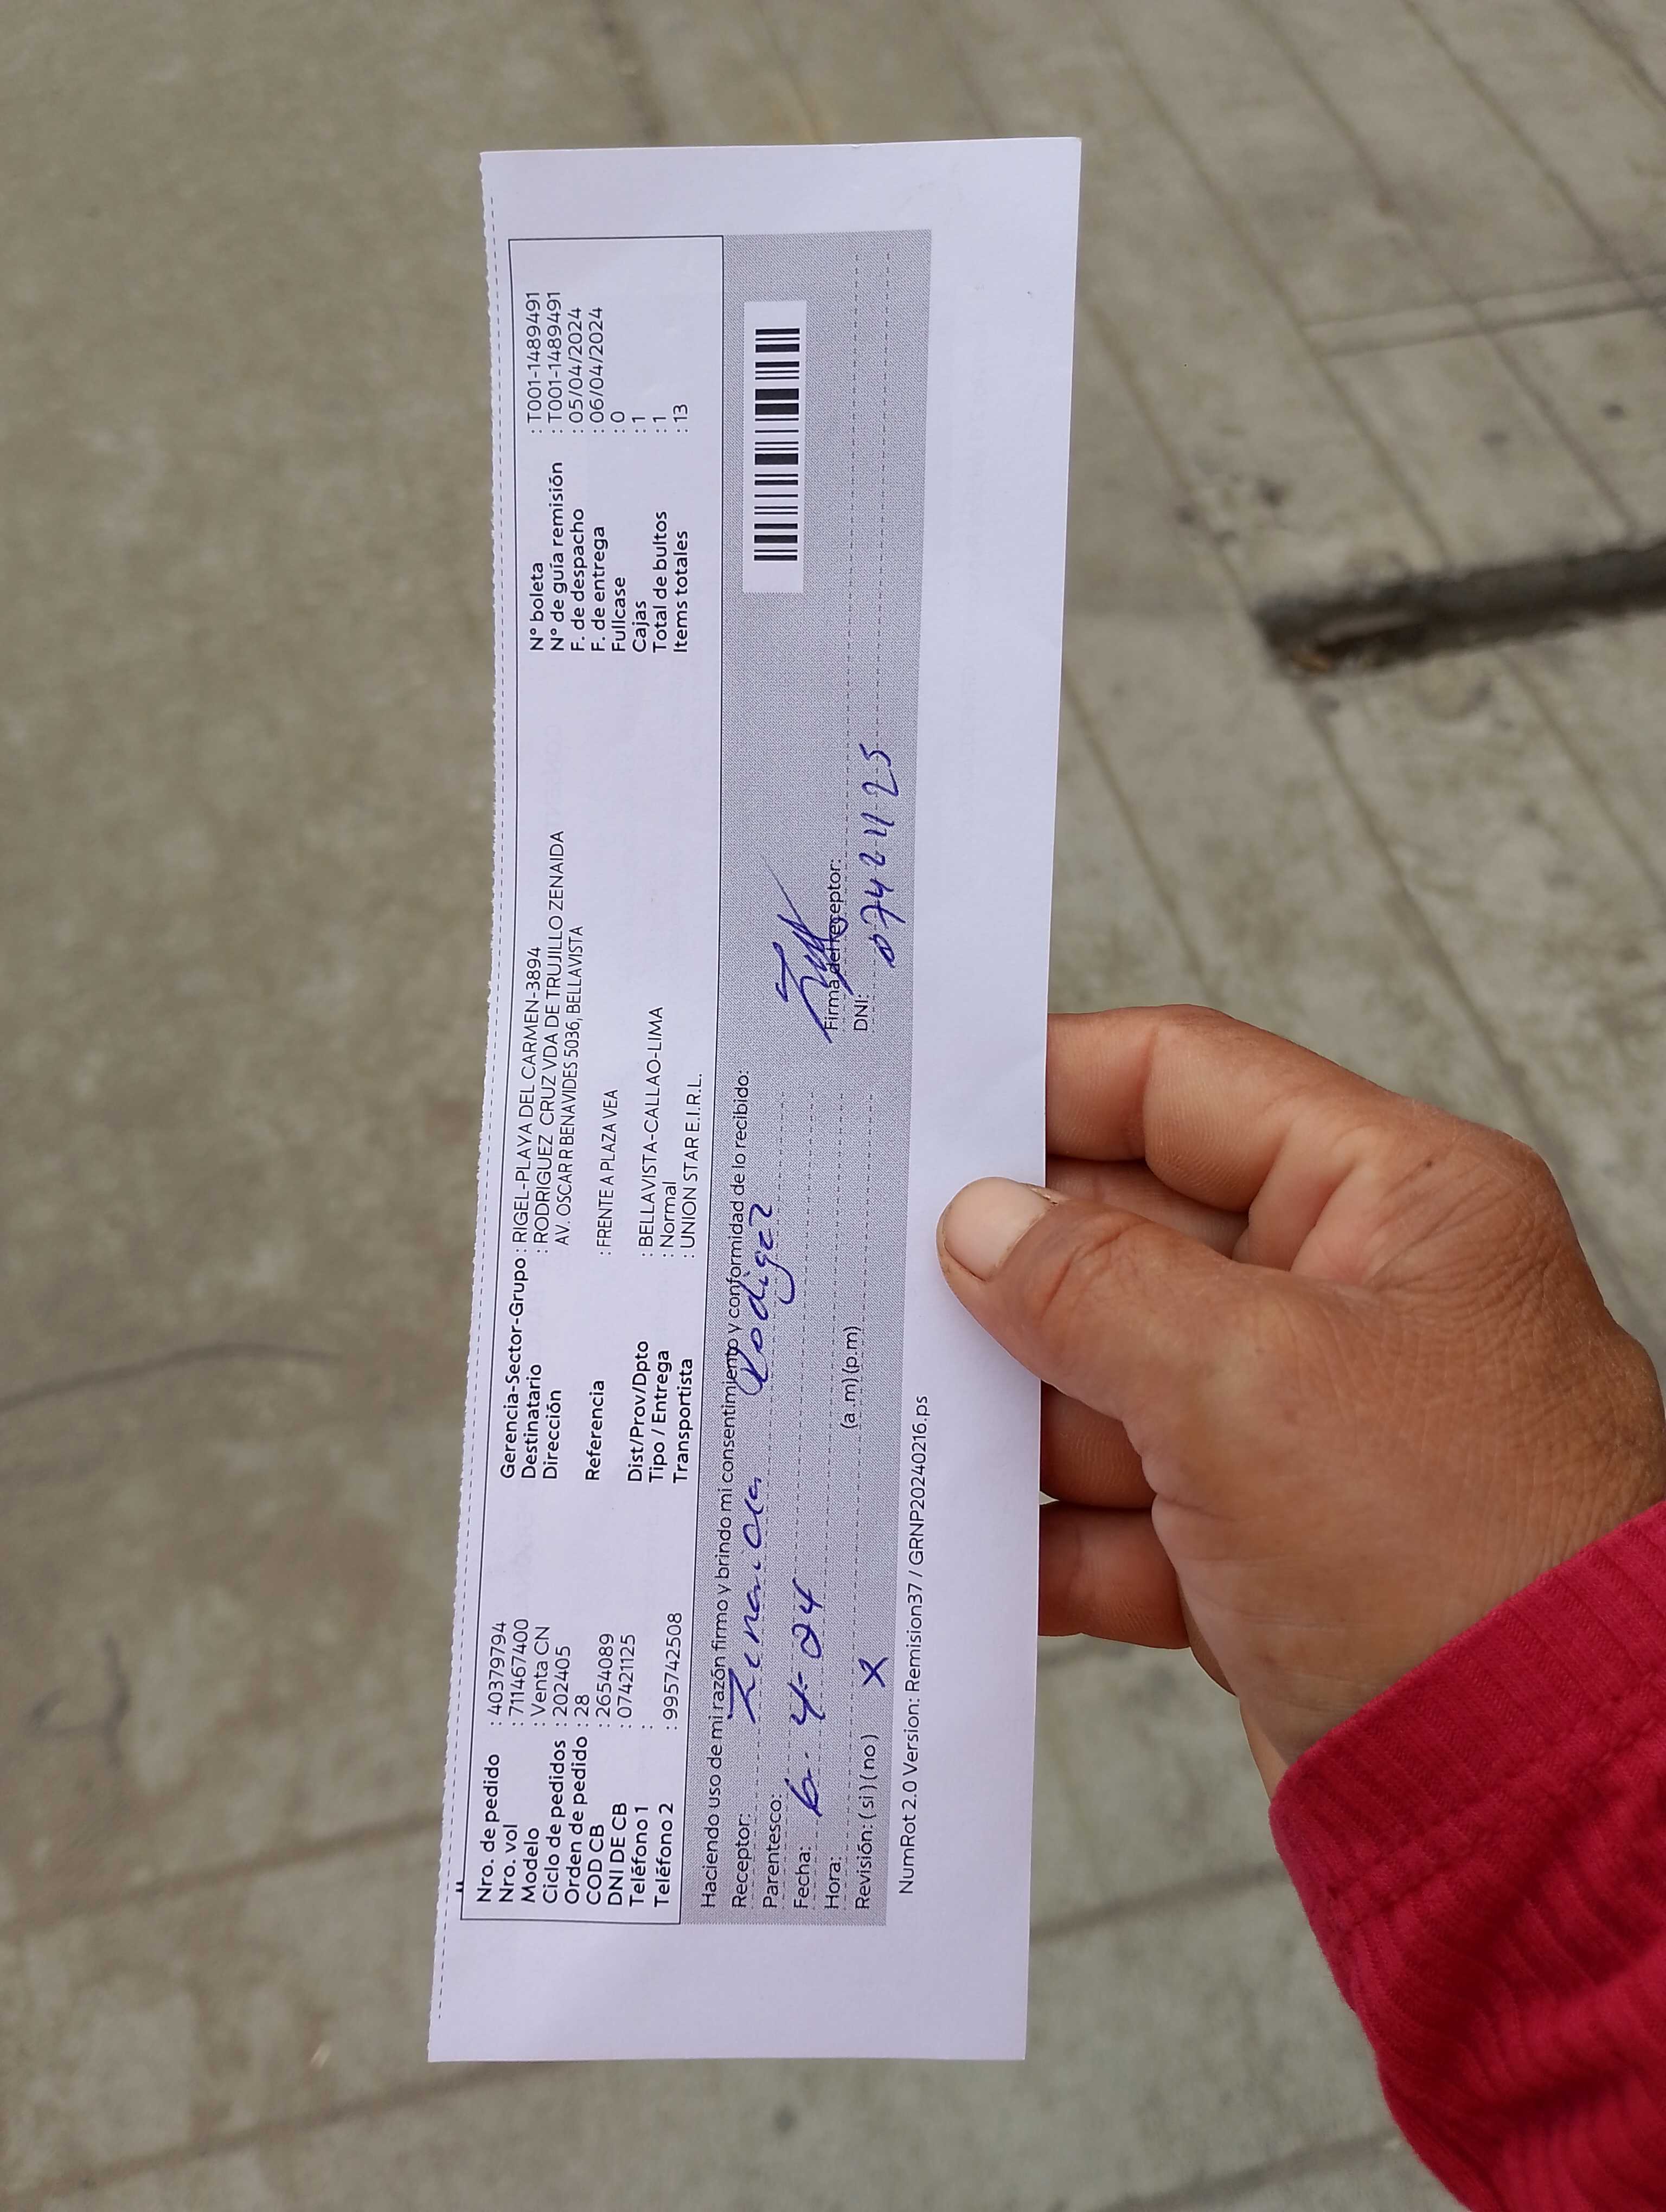 Nro. de pedido : 40379794
Nro. vol : 711467400
Modelo : Venta CN
Ciclo de pedidos : 202405
Orden de pedido : 28
COD CB : 2654089
DNI DE CB : 07421125
Teléfono 1 :
Teléfono 2 : 995742508
Gerencia-Sector-Grupo : RIGEL-PLAYA DEL CARMEN-3894
Destinatario : RODRIGUEZ CRUZ VDA DE TRUJILLO ZENAIDA
Dirección AV. OSCAR R BENAVIDES 5036, BELLAVISTA
Referencia : FRENTE A PLAZA VEA
Dist/Prov/Dpto : BELLAVISTA-CALLAO-LIMA
Tipo / Entrega : Normal
Transportista : UNION STAR E.I.R.L.
N° boleta : T001-1489491
N° de guía remisión : T001-1489491
F. de despacho : 05/04/2024
F. de entrega : 06/04/2024
Fullcase : 0
Cajas : 1
Total de bultos : 1
Items totales : 13
Haciendo uso de mi razón firmo y brindo mi consentimiento y conformidad de lo recibido:
Receptor: Zenaida Rodigez
Parentesco:
Fecha: 6-4-24
Hora: (a.m) (p.m)
Revisión: ( si ) ( no ) X
Firma del receptor:
DNI: 07421125
NumRot 2.0 Version: Remision37 / GRNP20240216.ps